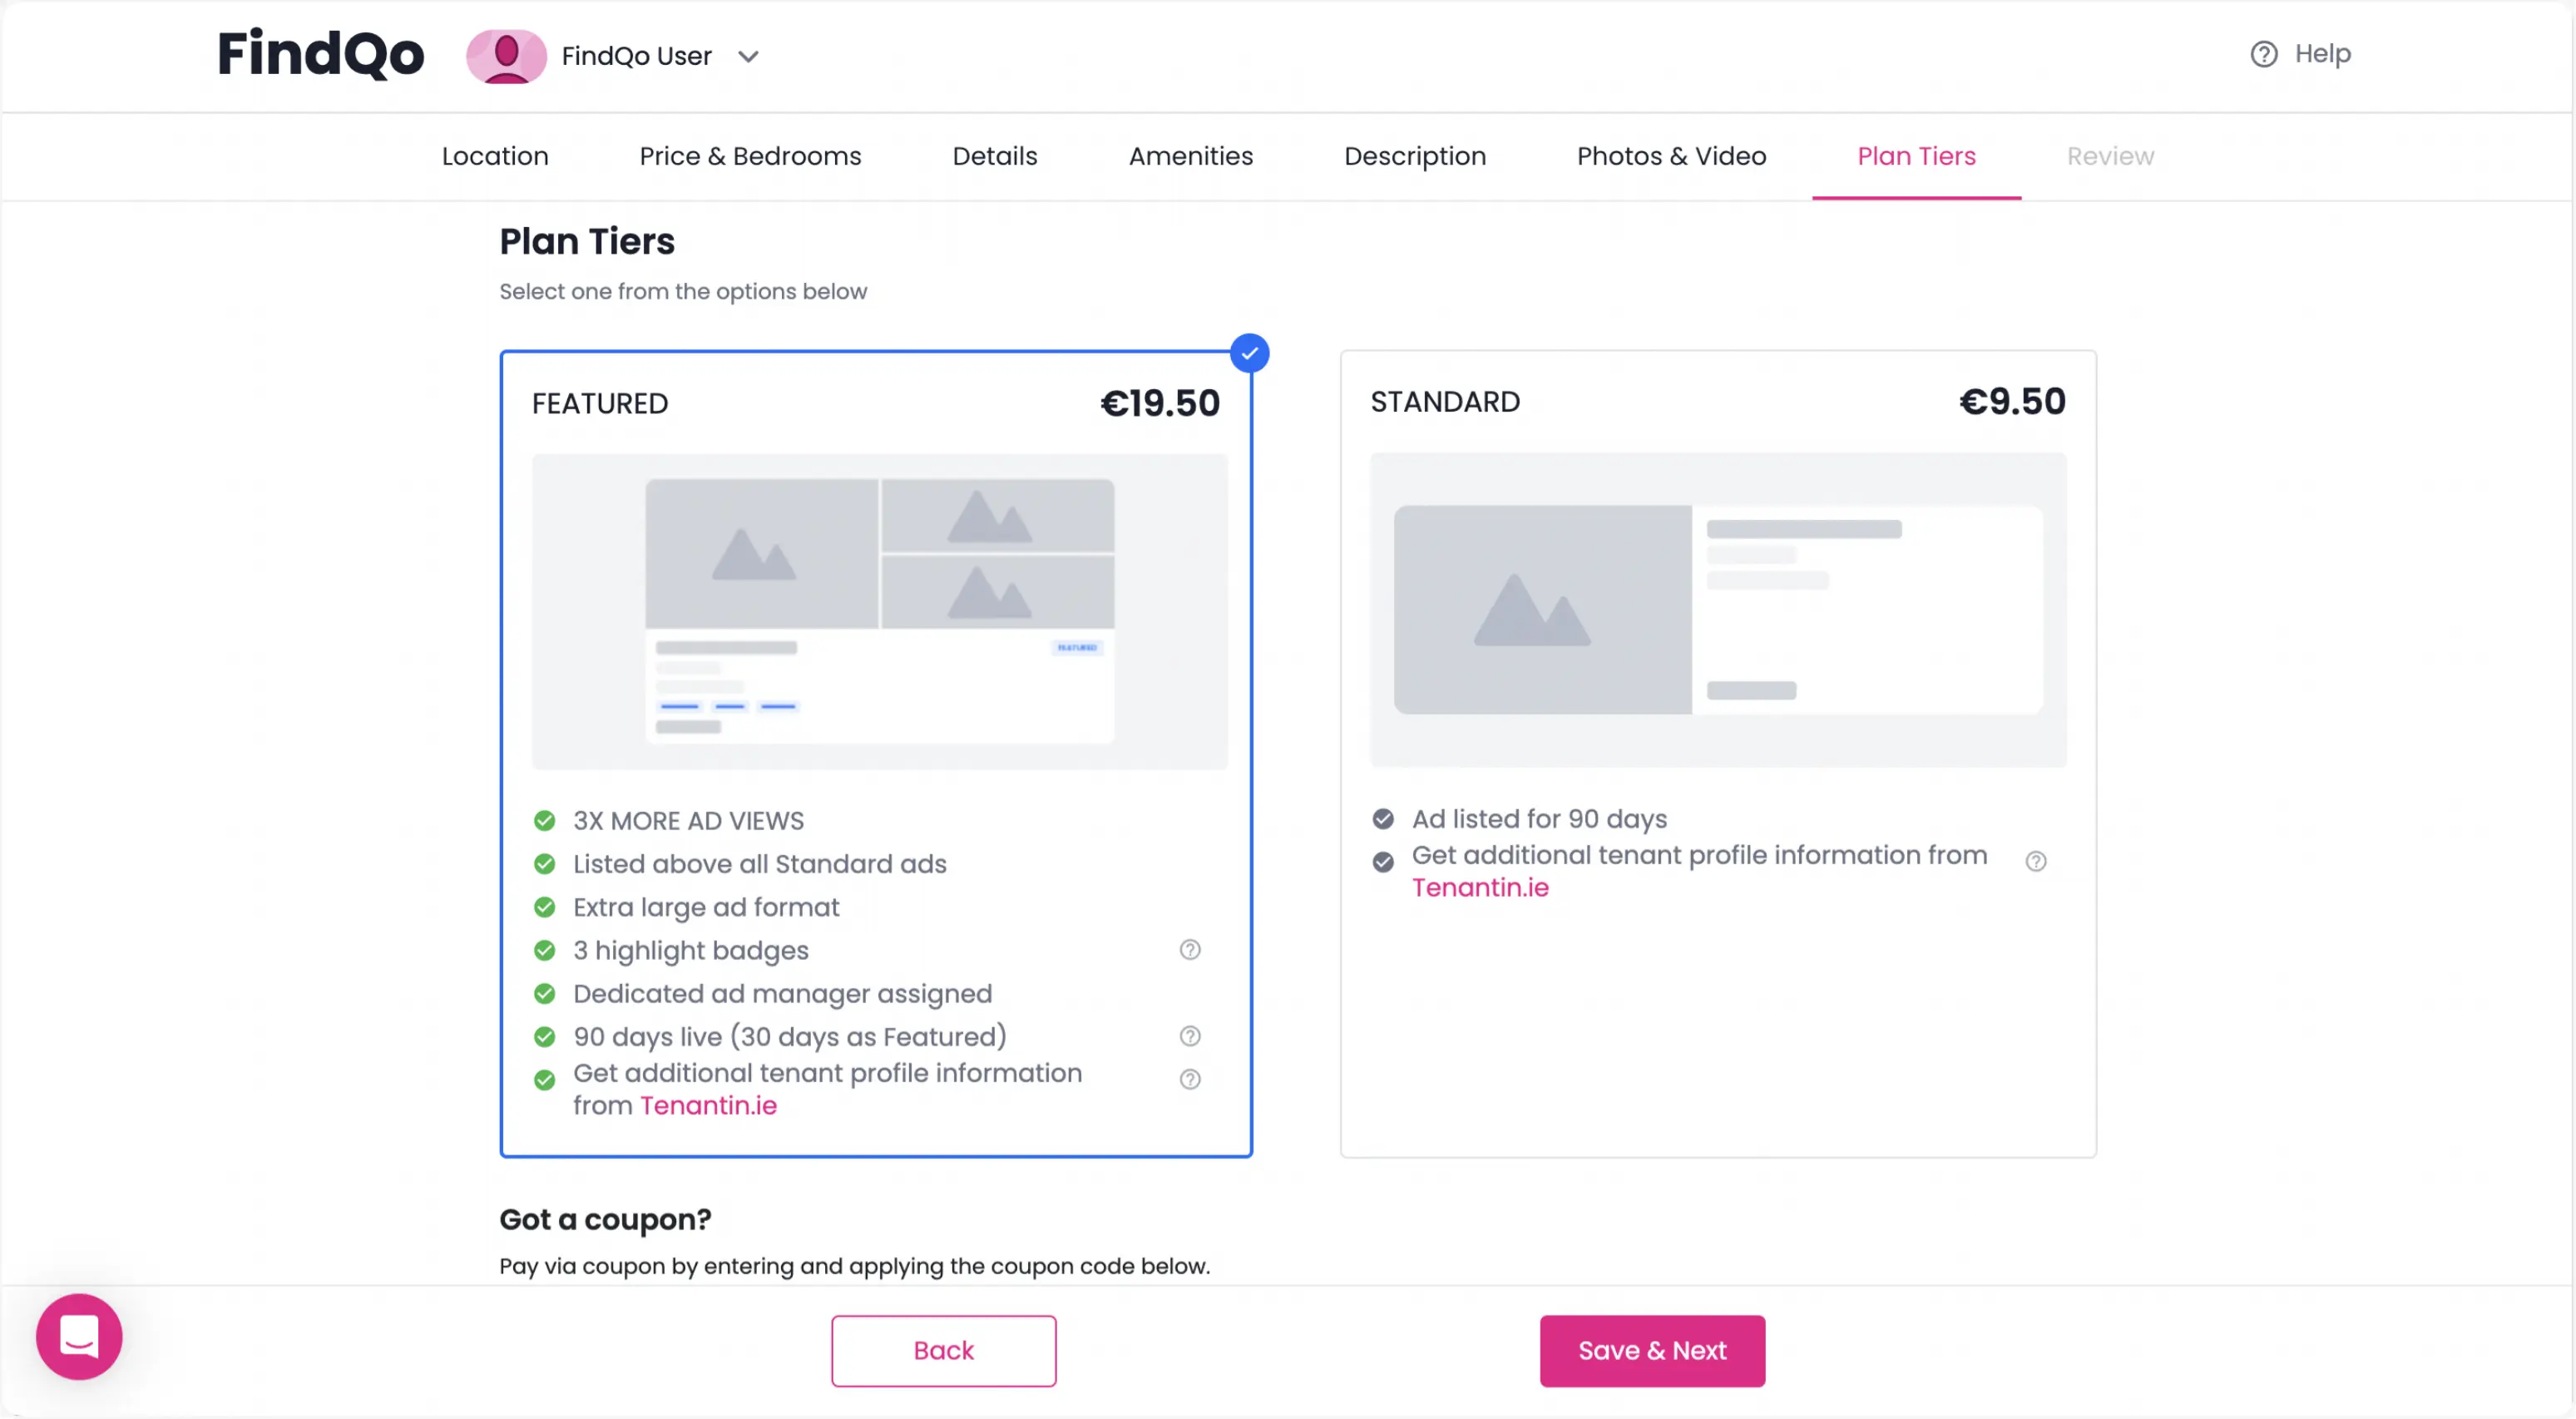 FindQo
FindQo User
Help
Location
Price & Bedrooms
Details
Amenities
Description
Photos & Video
Plan Tiers
Review
Plan Tiers
Select one from the options below
FEATURED
€19.50
FEATURED
3X MORE AD VIEWS
Listed above all Standard ads
Extra large ad format
3 highlight badges
Dedicated ad manager assigned
90 days live (30 days as Featured)
Get additional tenant profile information
from Tenantin.ie
STANDARD
€9.50
Ad listed for 90 days
Get additional tenant profile information from
Tenantin.ie
Got a coupon?
Pay via coupon by entering and applying the coupon code below.
Back
Save & Next